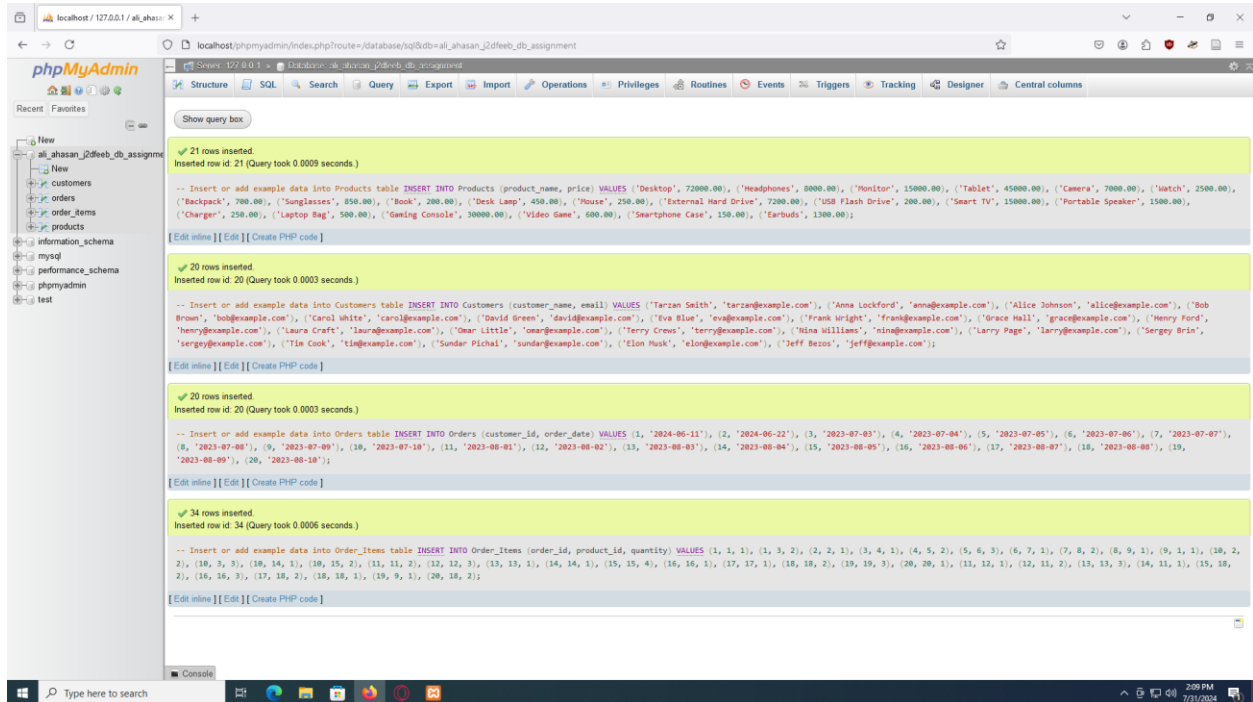 localhost / 127.0.0.1 / ali_ahasan
localhost/phpmyadmin/index.php?route=/database/sql&db=ali_ahasan_j2dfeeb_db_assignment
phpMyAdmin
Recent Favorites
New
ali_ahasan_j2dfeeb_db_assignme
New
customers
orders
order_items
products
information_schema
mysql
performance_schema
phpmyadmin
test
Server: 127.0.0.1 » Database: ali_ahasan_j2dfeeb_db_assignment
Structure SQL Search Query Export Import Operations Privileges Routines Events Triggers Tracking Designer Central columns
Show query box
21 rows inserted.
Inserted row id: 21 (Query took 0.0009 seconds.)
-- Insert or add example data into Products table INSERT INTO Products (product_name, price) VALUES ('Desktop', 72000.00), ('Headphones', 8000.00), ('Monitor', 15000.00), ('Tablet', 45000.00), ('Camera', 7000.00), ('Watch', 2500.00),
('Backpack', 700.00), ('Sunglasses', 850.00), ('Book', 200.00), ('Desk Lamp', 450.00), ('Mouse', 250.00), ('External Hard Drive', 7200.00), ('USB Flash Drive', 200.00), ('Smart TV', 15000.00), ('Portable Speaker', 1500.00),
('Charger', 250.00), ('Laptop Bag', 500.00), ('Gaming Console', 30000.00), ('Video Game', 600.00), ('Smartphone Case', 150.00), ('Earbuds', 1300.00);
[ Edit inline ] [ Edit ] [ Create PHP code ]
20 rows inserted.
Inserted row id: 20 (Query took 0.0003 seconds.)
-- Insert or add example data into Customers table INSERT INTO Customers (customer_name, email) VALUES ('Tarzan Smith', 'tarzan@example.com'), ('Anna Lockford', 'anna@example.com'), ('Alice Johnson', 'alice@example.com'), ('Bob
Brown', 'bob@example.com'), ('Carol White', 'carol@example.com'), ('David Green', 'david@example.com'), ('Eva Blue', 'eva@example.com'), ('Frank Wright', 'frank@example.com'), ('Grace Hall', 'grace@example.com'), ('Henry Ford',
'henry@example.com'), ('Laura Craft', 'laura@example.com'), ('Omar Little', 'omar@example.com'), ('Terry Crews', 'terry@example.com'), ('Nina Williams', 'nina@example.com'), ('Larry Page', 'larry@example.com'), ('Sergey Brin',
'sergey@example.com'), ('Tim Cook', 'tim@example.com'), ('Sundar Pichai', 'sundar@example.com'), ('Elon Musk', 'elon@example.com'), ('Jeff Bezos', 'jeff@example.com');
[ Edit inline ] [ Edit ] [ Create PHP code ]
20 rows inserted.
Inserted row id: 20 (Query took 0.0003 seconds.)
-- Insert or add example data into Orders table INSERT INTO Orders (customer_id, order_date) VALUES (1, '2024-06-11'), (2, '2024-06-22'), (3, '2023-07-03'), (4, '2023-07-04'), (5, '2023-07-05'), (6, '2023-07-06'), (7, '2023-07-07'),
(8, '2023-07-08'), (9, '2023-07-09'), (10, '2023-07-10'), (11, '2023-08-01'), (12, '2023-08-02'), (13, '2023-08-03'), (14, '2023-08-04'), (15, '2023-08-05'), (16, '2023-08-06'), (17, '2023-08-07'), (18, '2023-08-08'), (19,
'2023-08-09'), (20, '2023-08-10');
[ Edit inline ] [ Edit ] [ Create PHP code ]
34 rows inserted.
Inserted row id: 34 (Query took 0.0006 seconds.)
-- Insert or add example data into Order_Items table INSERT INTO Order_Items (order_id, product_id, quantity) VALUES (1, 1, 1), (1, 3, 2), (2, 2, 1), (3, 4, 1), (4, 5, 2), (5, 6, 3), (6, 7, 1), (7, 8, 2), (8, 9, 1), (9, 1, 1), (10, 2,
2), (10, 3, 3), (10, 14, 1), (10, 15, 2), (11, 11, 2), (12, 12, 3), (13, 13, 1), (14, 14, 1), (15, 15, 4), (16, 16, 1), (17, 17, 1), (18, 18, 2), (19, 19, 3), (20, 20, 1), (11, 12, 1), (12, 11, 2), (13, 13, 3), (14, 11, 1), (15, 18,
2), (16, 16, 3), (17, 18, 2), (18, 18, 1), (19, 9, 1), (20, 18, 2);
[ Edit inline ] [ Edit ] [ Create PHP code ]
Console
Type here to search
2:09 PM
7/31/2024